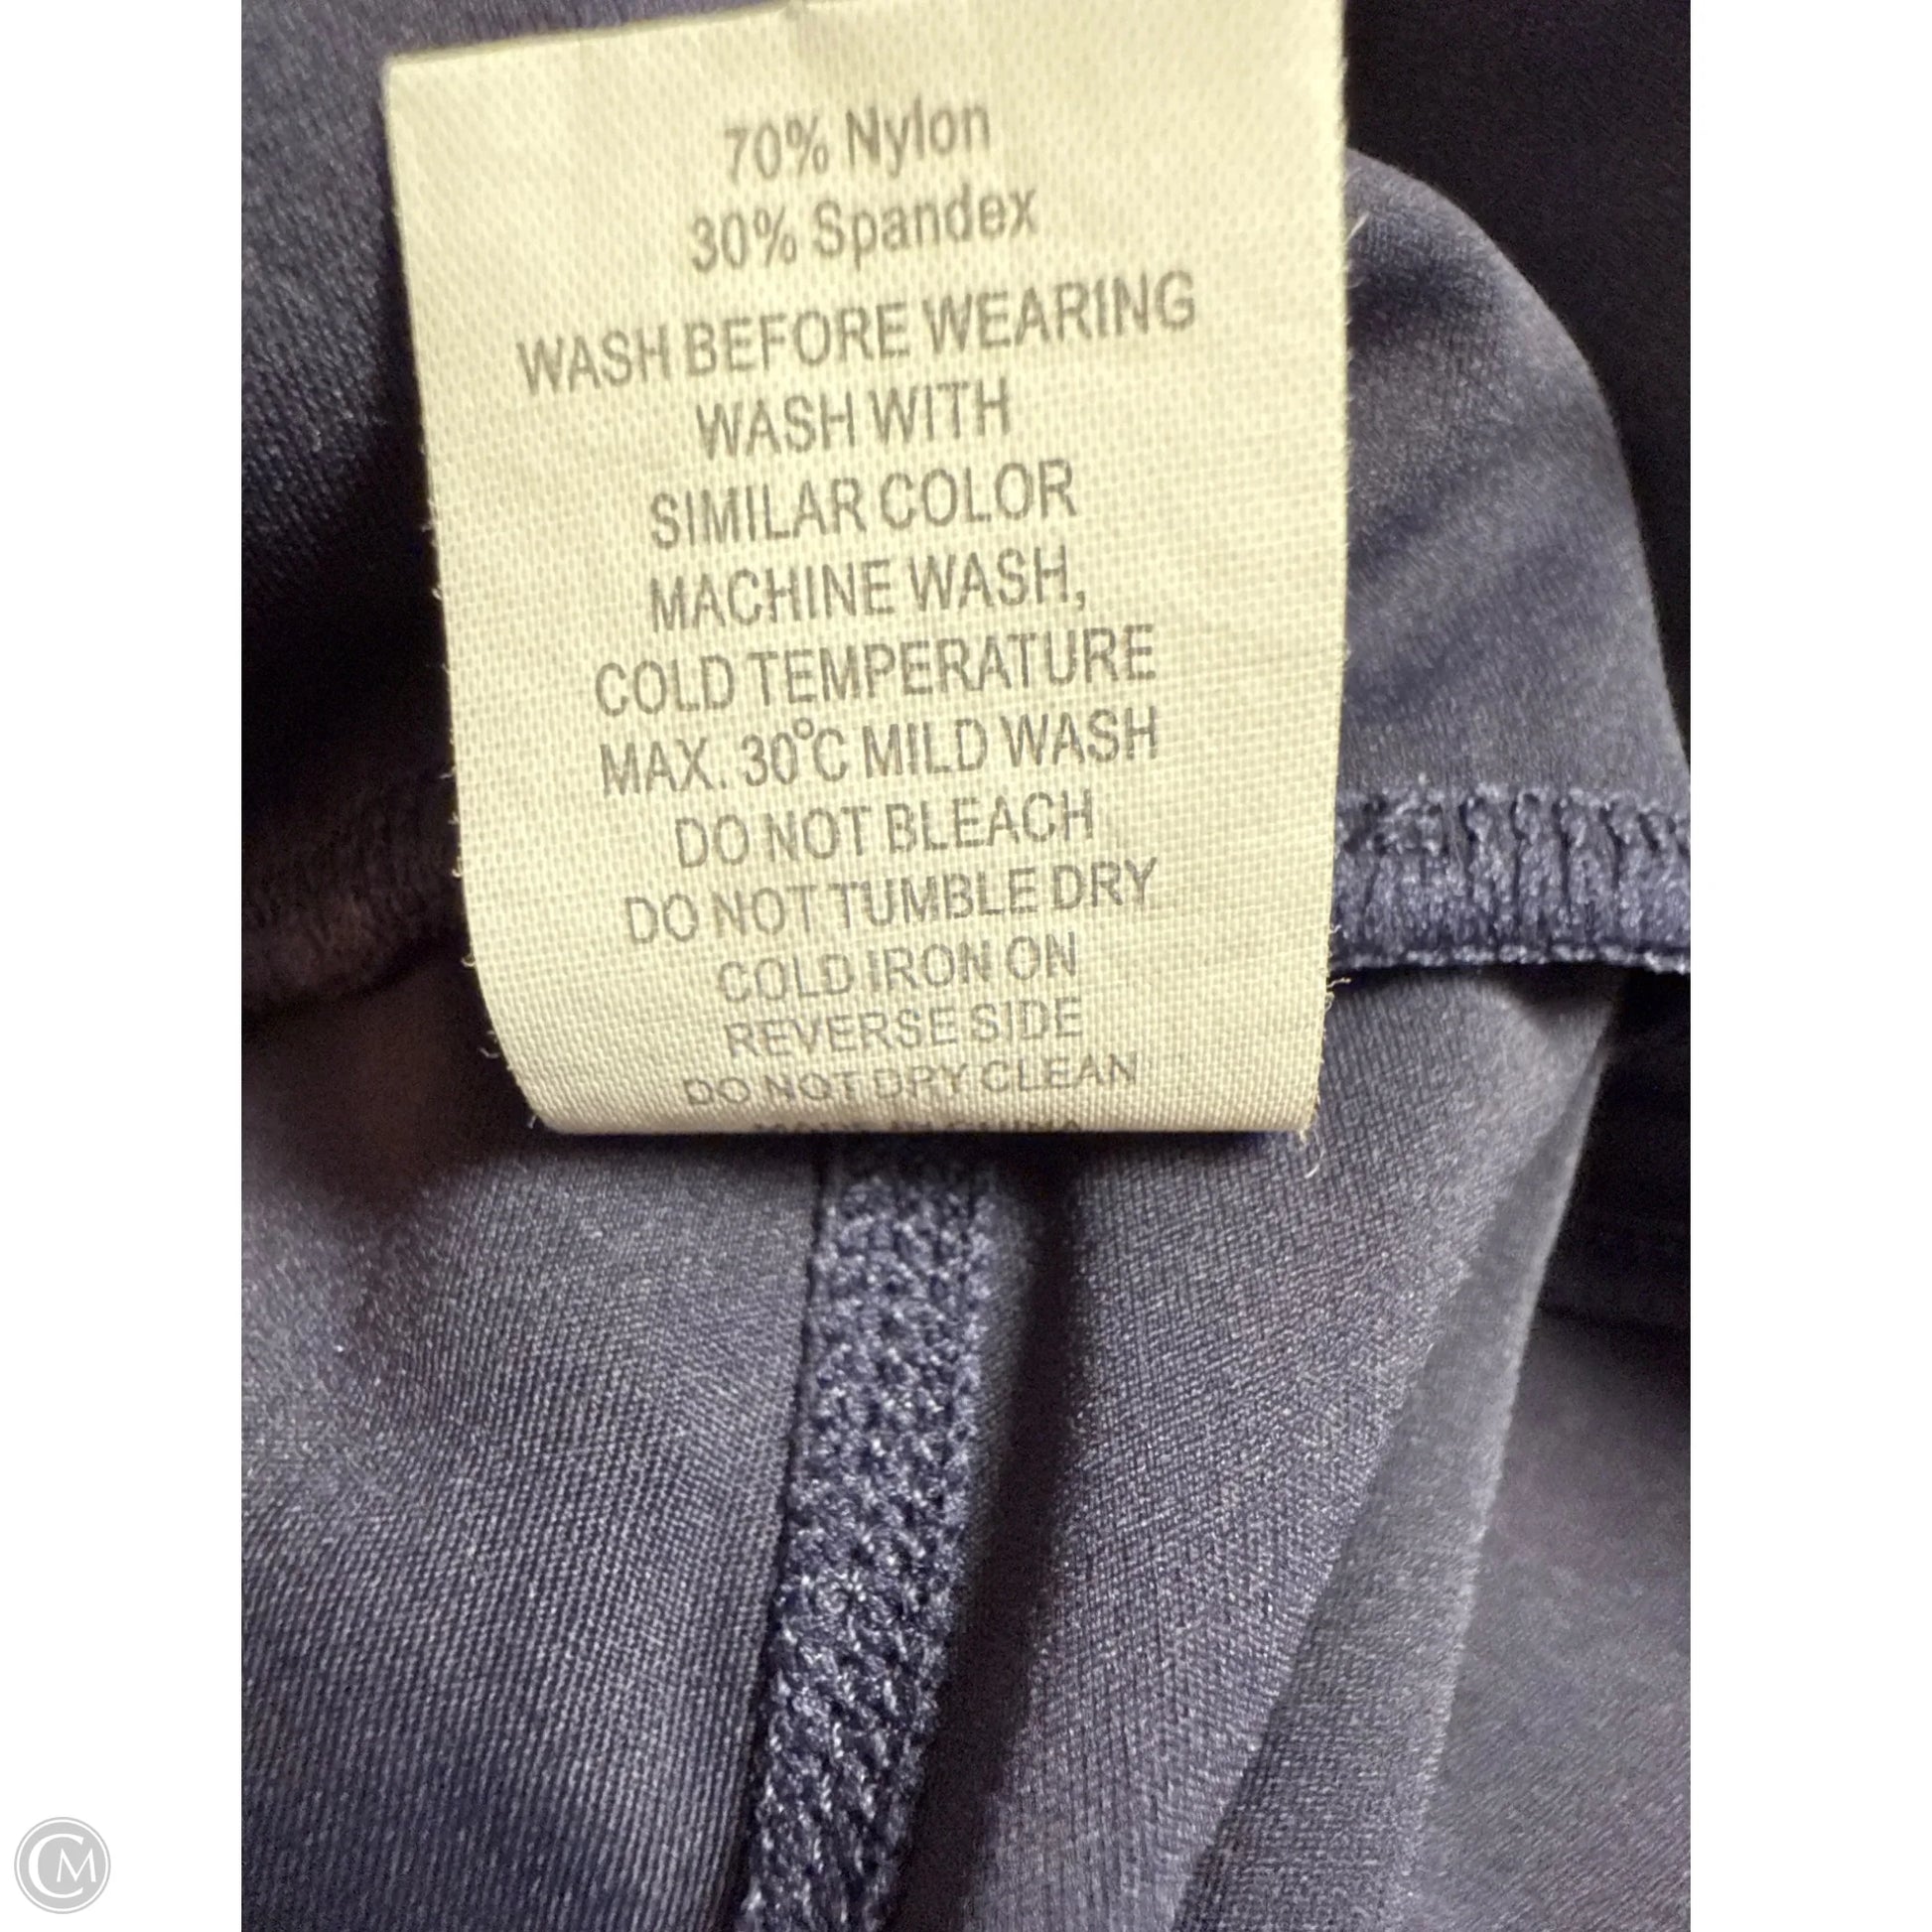 70% Nylon
30% Spandex
WASH BEFORE WEARING
WASH WITH
SIMILAR COLOR
MACHINE WASH,
COLD TEMPERATURE
MAX. 30°C MILD WASH
DO NOT BLEACH
DO NOT TUMBLE DRY
COLD IRON ON
REVERSE SIDE
DO NOT DRY CLEAN
CM